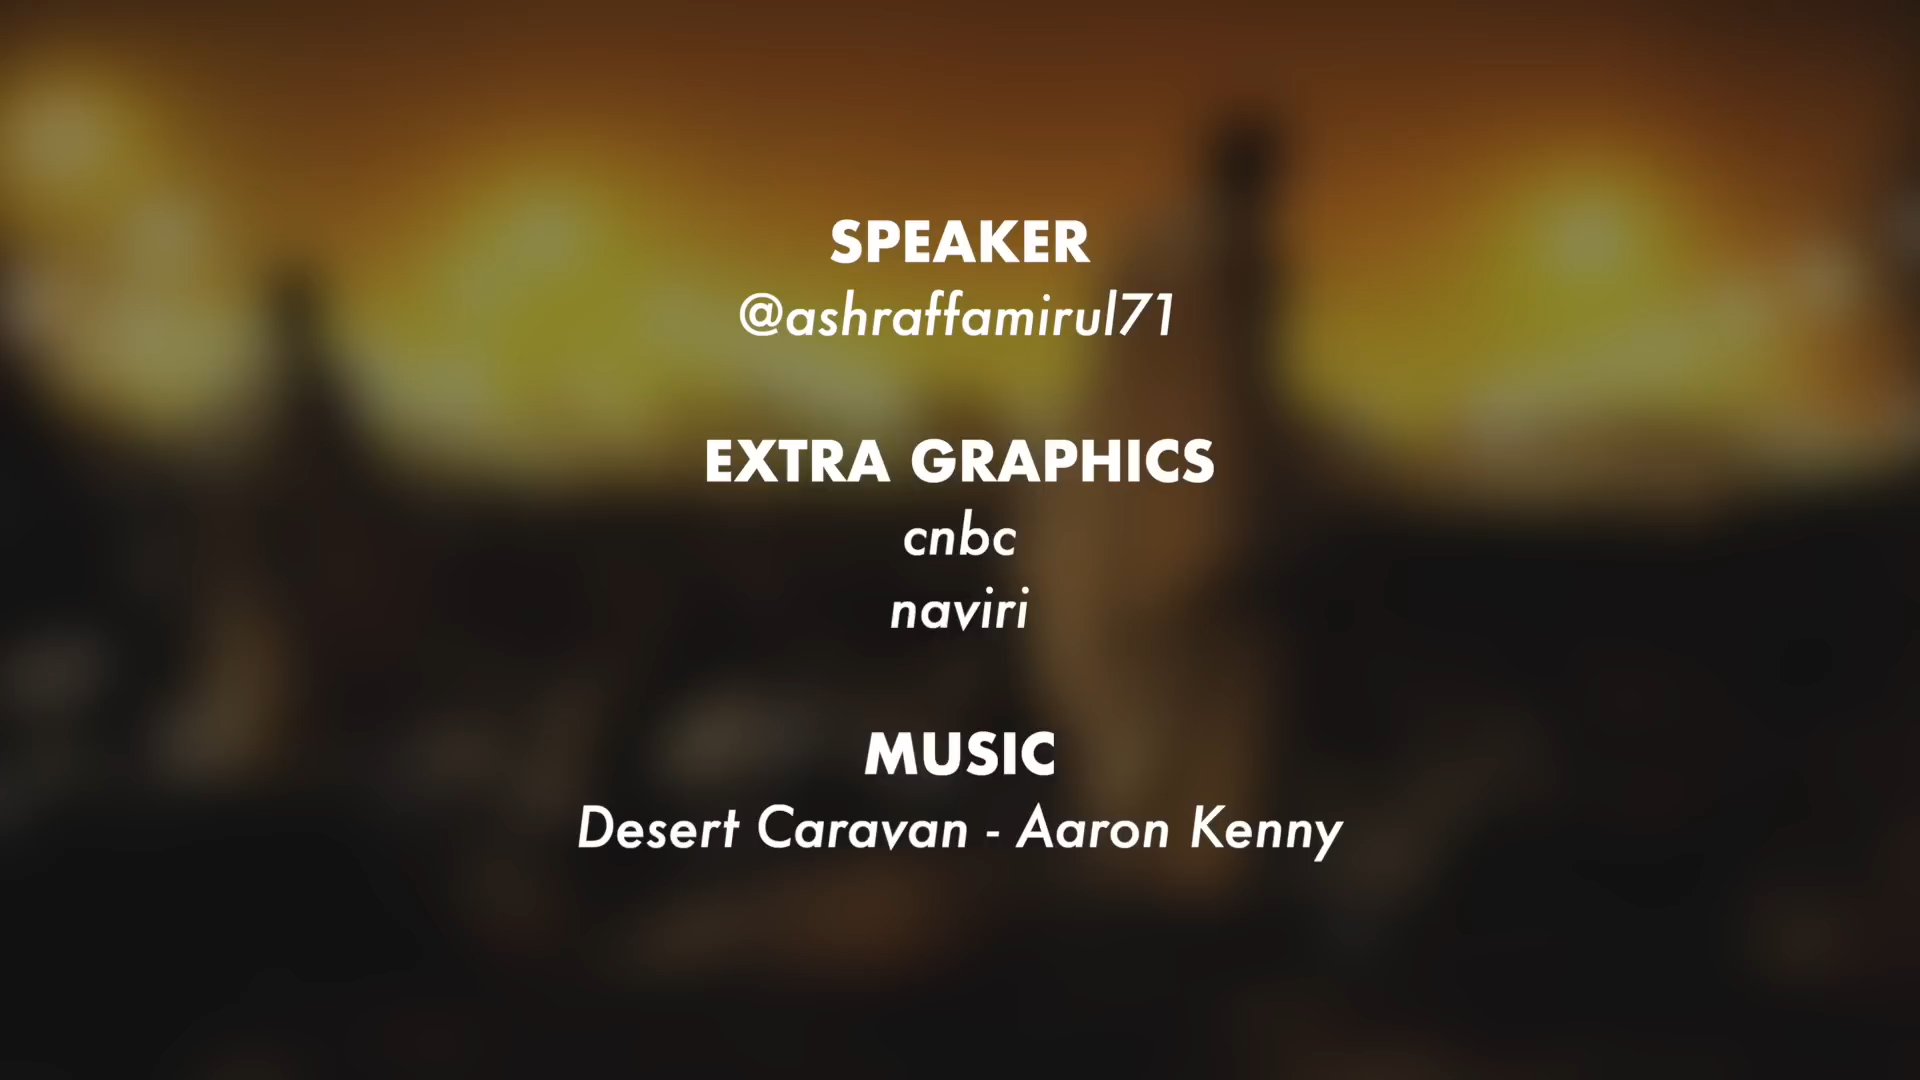 SPEAKER
@ashraffamirul71
EXTRA GRAPHICS
cnbc
naviri
MUSIC
Desert Caravan - Aaron Kenny